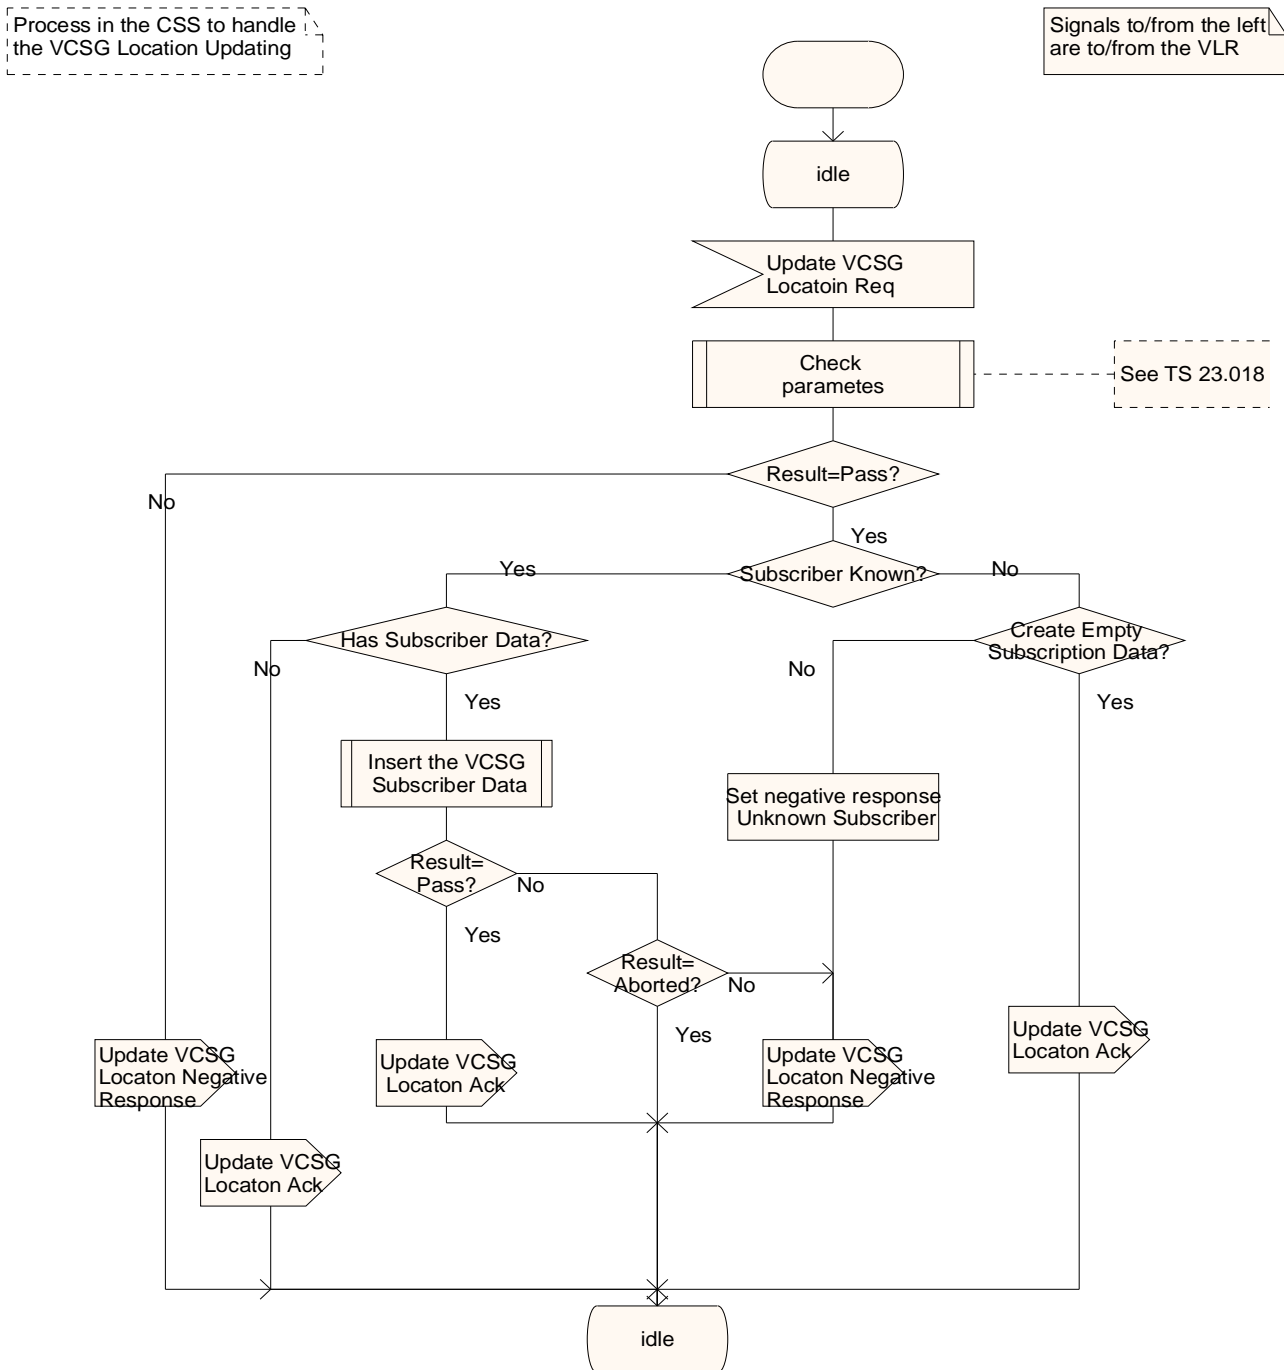 Process in the CSS to handle
the VCSG Location Updating
Signals to/from the left
are to/from the VLR
idle
Update VCSG
Locatoin Req
Check
parametes
See TS 23.018
Result=Pass?
No
Yes
Yes
Subscriber Known?
No
Has Subscriber Data?
Create Empty
Subscription Data?
No
No
Yes
Yes
Insert the VCSG
Subscriber Data
Set negative response
Unknown Subscriber
Result=
Pass?
No
Yes
Result=
Aborted?
No
Yes
Update VCSG
Locaton Negative
Response
Update VCSG
Locaton Ack
Update VCSG
Locaton Negative
Response
Update VCSG
Locaton Ack
Update VCSG
Locaton Ack
idle